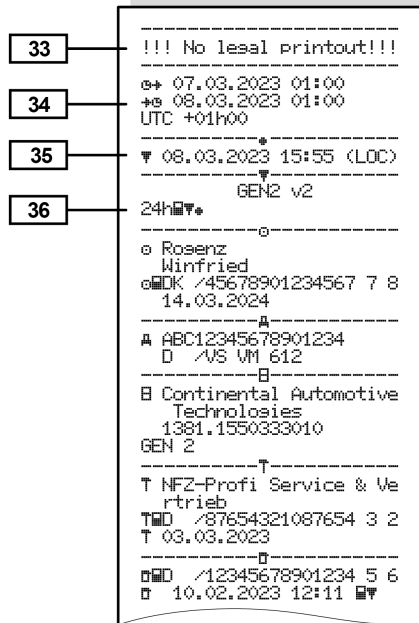 33
!!! No legal printout!!!
34
07.03.2023 01:00
08.03.2023 01:00
UTC +01h00
35
▼ 08.03.2023 15:55 (LOC)
GEN2 v2
36
24h
Rogenz
Winfried
DK /45678901234567 7 8
14.03.2024
ABC12345678901234
D /VS VM 612
Continental Automotive
Technologies
1381.1550333010
GEN 2
T NFZ-Profi Service & Ve
rtrieb
TD /87654321087654 3 2
T 03.03.2023
D /12345678901234 5 6
10.02.2023 12:11